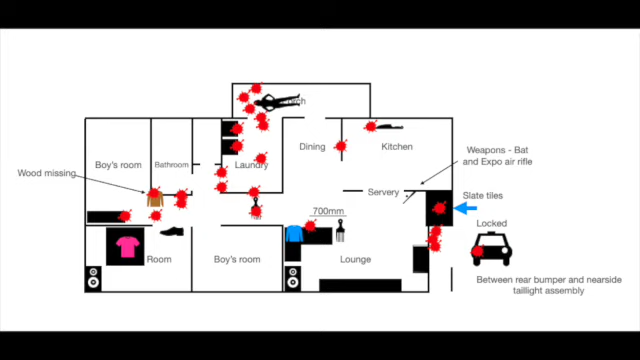 rch
Boy's room
Bathroom
Laundry
Dining
Kitchen
Weapons - Bat
and Expo air rifle
Wood missing
Servery
Slate tiles
700mm
Locked
Room
Boy's room
Lounge
Between rear bumper and nearside
taillight assembly